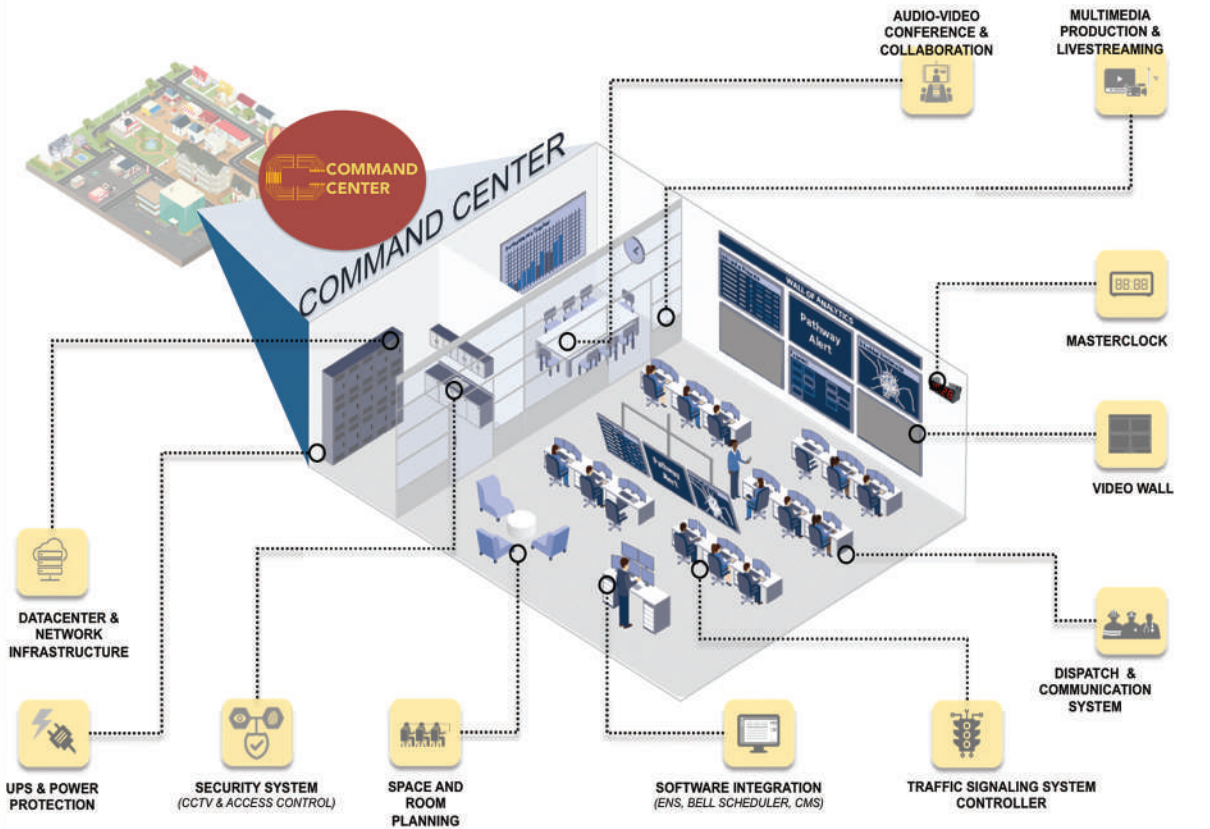 AUDIO-VIDEO
CONFERENCE &
COLLABORATION
MULTIMEDIA
PRODUCTION &
LIVESTREAMING
COMMAND
CENTER
COMMAND CENTER
WALL OF ANALYTICS
Pathway
Alert
88:88
MASTERCLOCK
VIDEO WALL
Pathway
Alert
DATACENTER &
NETWORK
INFRASTRUCTURE
DISPATCH &
COMMUNICATION
SYSTEM
UPS & POWER
PROTECTION
SECURITY SYSTEM
(CCTV & ACCESS CONTROL)
SPACE AND
ROOM
PLANNING
SOFTWARE INTEGRATION
(ENS, BELL SCHEDULER, CMS)
TRAFFIC SIGNALING SYSTEM
CONTROLLER